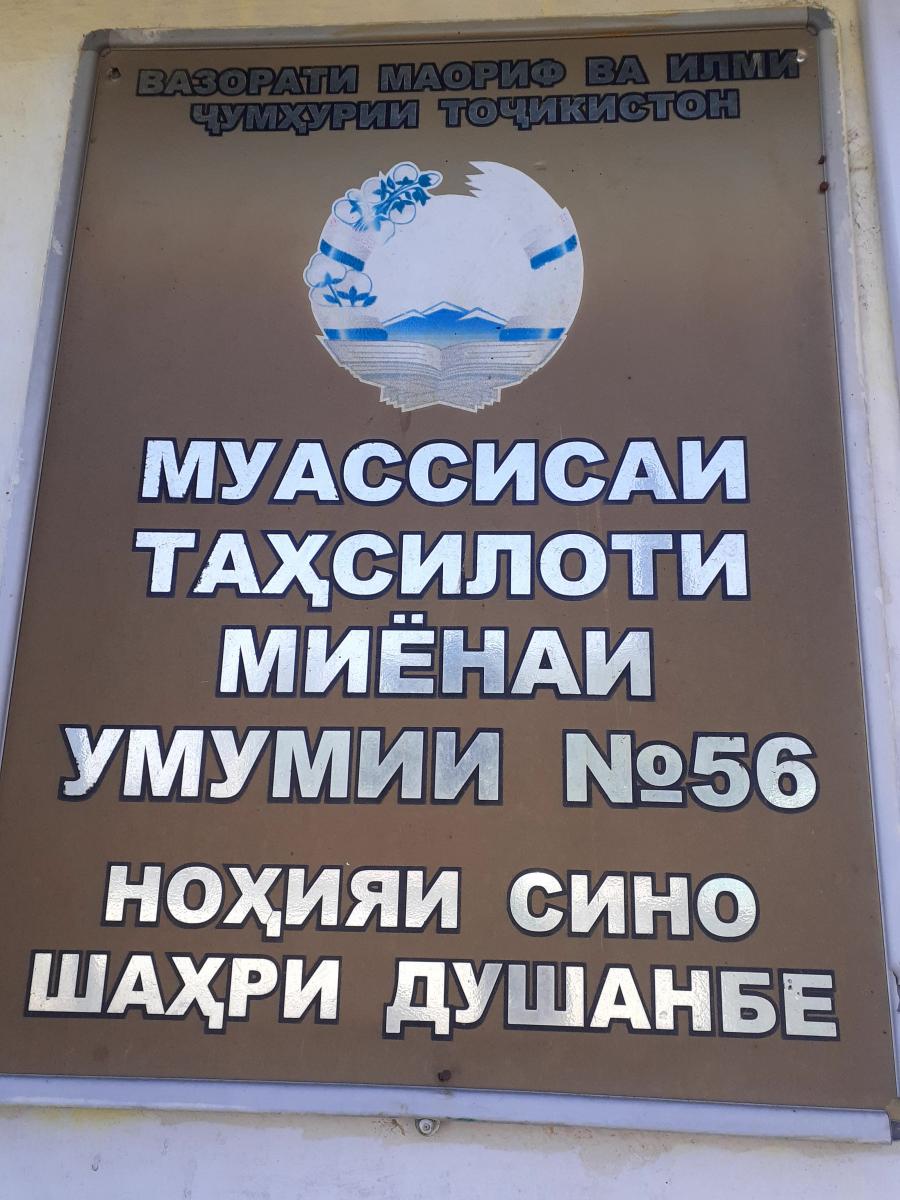 ВАЗОРАТИ МАОРИФ ВА ИЛМИ
ҶУМҲУРИИ ТОҶИКИСТОН
МУАССИСАИ
ТАҲСИЛОТИ
МИЁНАИ
УМУМИИ №56
НОҲИЯИ СИНО
ШАҲРИ ДУШАНБЕ